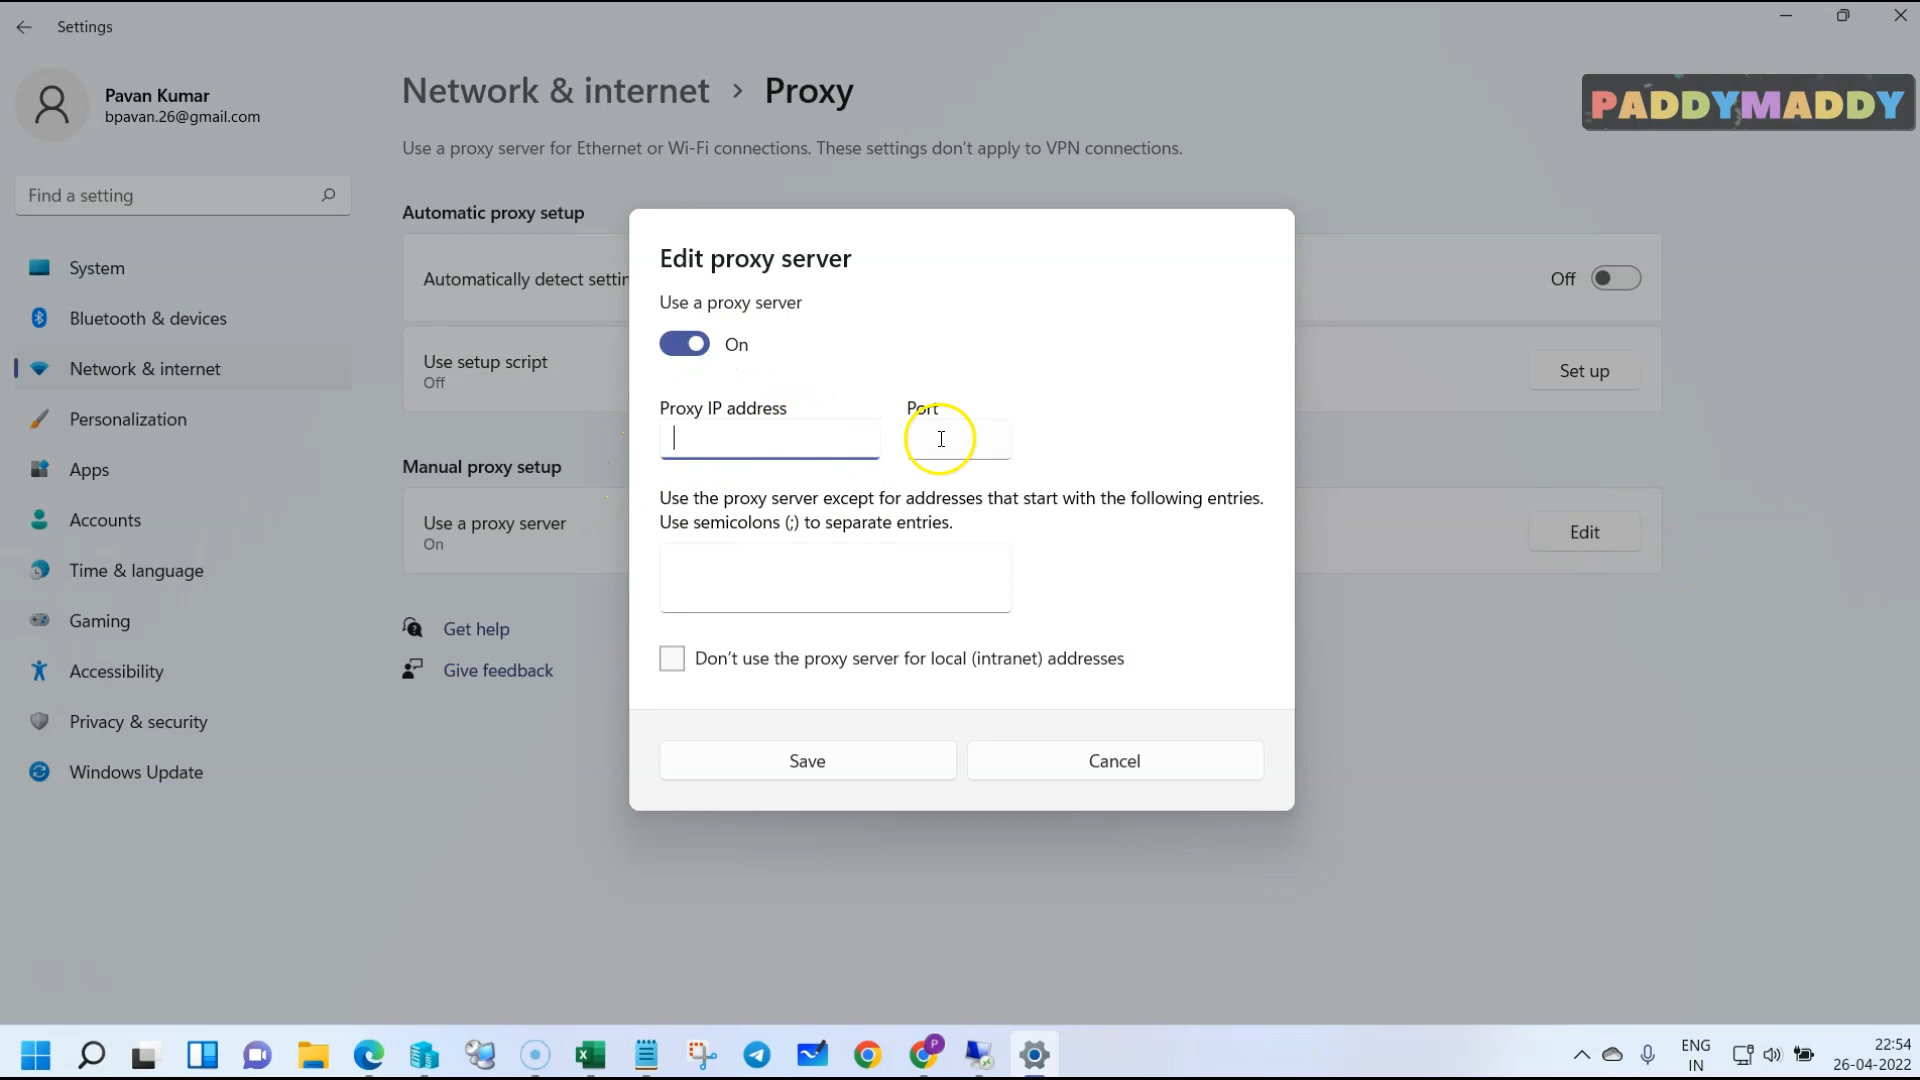 Settings
Pavan Kumar
bpavan.26@gmail.com
Find a setting
System
Bluetooth & devices
Network & internet
Personalization
Apps
Accounts
Time & language
Gaming
Accessibility
Privacy & security
Windows Update
Network & internet > Proxy
PADDYMADDY
Use a proxy server for Ethernet or Wi-Fi connections. These settings don't apply to VPN connections.
Automatic proxy setup
Automatically detect settin
Off
Use setup script
Off
Set up
Manual proxy setup
Use a proxy server
On
Edit
Get help
Give feedback
Edit proxy server
Use a proxy server
On
Proxy IP address
Port
Use the proxy server except for addresses that start with the following entries.
Use semicolons (;) to separate entries.
Don't use the proxy server for local (intranet) addresses
Save
Cancel
P
ENG
IN
22:54
26-04-2022